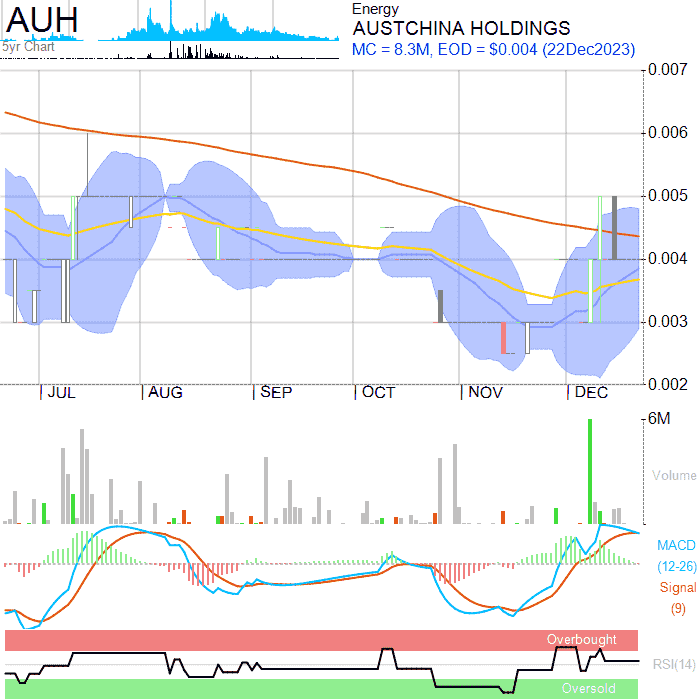 AUH
5yr Chart
Energy
AUSTCHINA HOLDINGS
MC = 8.3M, EOD = $0.004 (22Dec2023)
0.007
0.006
0.005
0.004
0.003
0.002
JUL AUG SEP OCT NOV DEC
6M
Volume
MACD
(12-26)
Signal
(9)
Overbought
RSI(14)
Oversold